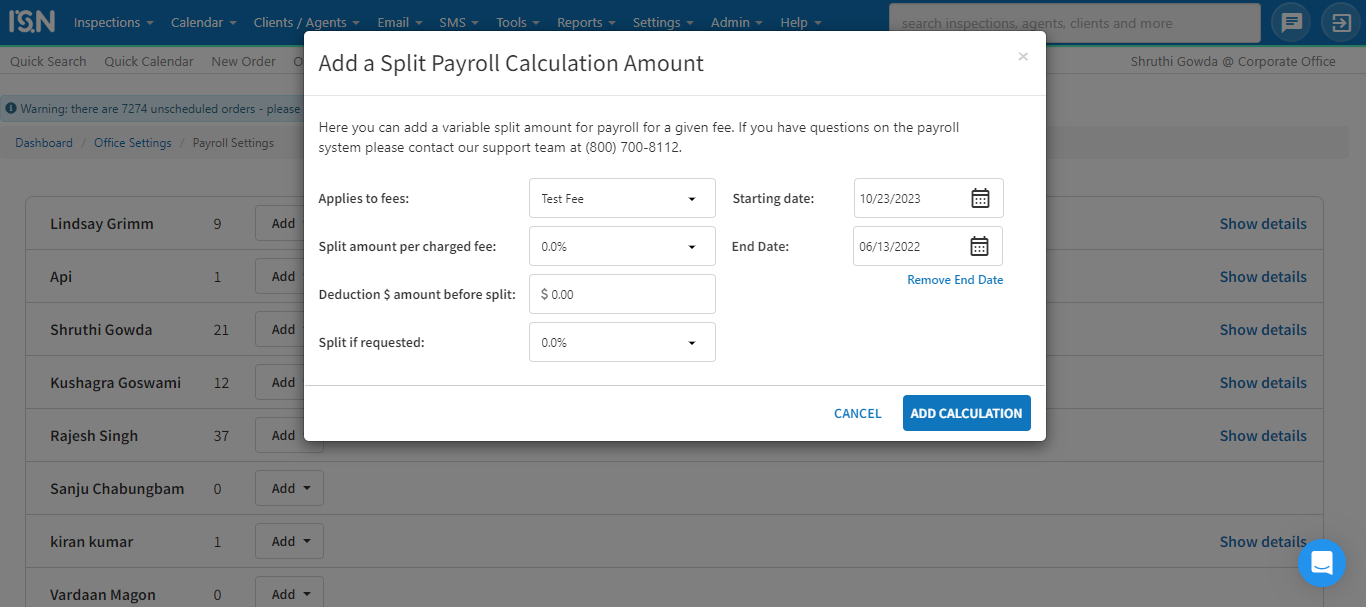 ISN Inspections Calendar Clients / Agents Email SMS Tools Reports Settings Admin Help search inspections, agents, clients and more
Quick Search Quick Calendar New Order O Shruthi Gowda @ Corporate Office
Warning: there are 7274 unscheduled orders - please
Dashboard / Office Settings / Payroll Settings
Add a Split Payroll Calculation Amount ×
Here you can add a variable split amount for payroll for a given fee. If you have questions on the payroll
system please contact our support team at (800) 700-8112.
Applies to fees: Test Fee Starting date: 10/23/2023
Split amount per charged fee: 0.0% End Date: 06/13/2022
Remove End Date
Deduction $ amount before split: $ 0.00
Split if requested: 0.0%
CANCEL ADD CALCULATION
Lindsay Grimm 9 Add Show details
Api 1 Add Show details
Shruthi Gowda 21 Add Show details
Kushagra Goswami 12 Add Show details
Rajesh Singh 37 Add Show details
Sanju Chabungbam 0 Add
kiran kumar 1 Add Show details
Vardaan Magon 0 Add